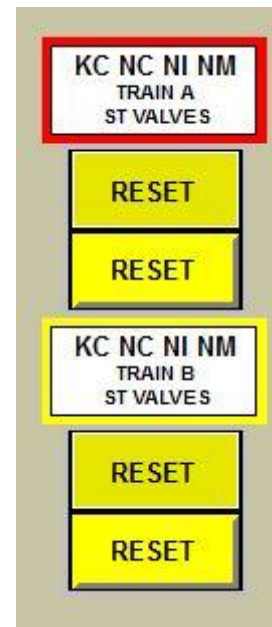 KC NC NI NM
TRAIN A
ST VALVES
RESET
RESET
KC NC NI NM
TRAIN B
ST VALVES
RESET
RESET